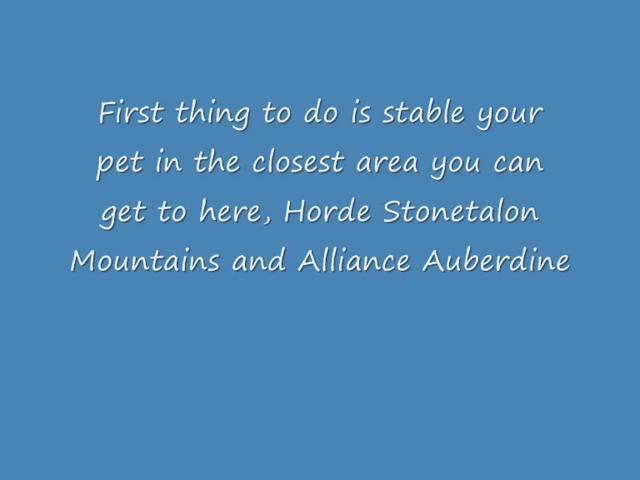 First thing to do is stable your
pet in the closest area you can
get to here, Horde Stonetalon
Mountains and Alliance Auberdine